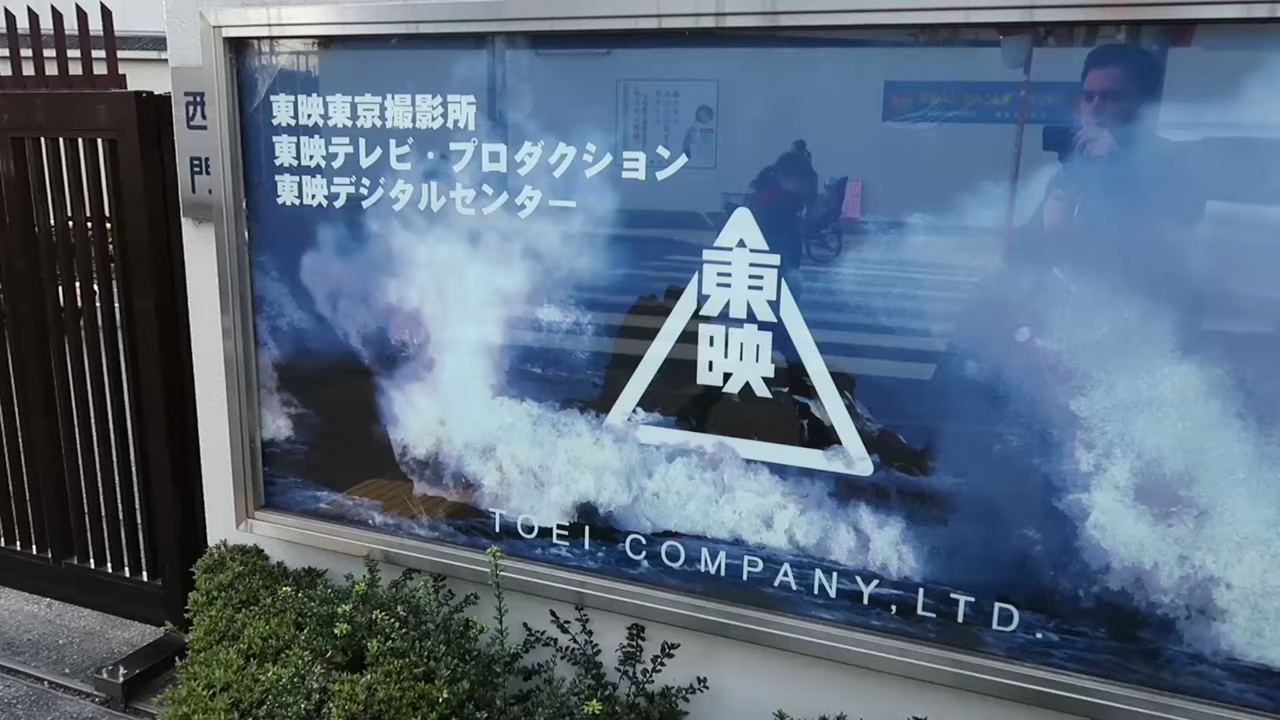 西門
東映東京撮影所
東映テレビ・プロダクション
東映デジタルセンター
東映
TOEI COMPANY,LTD.